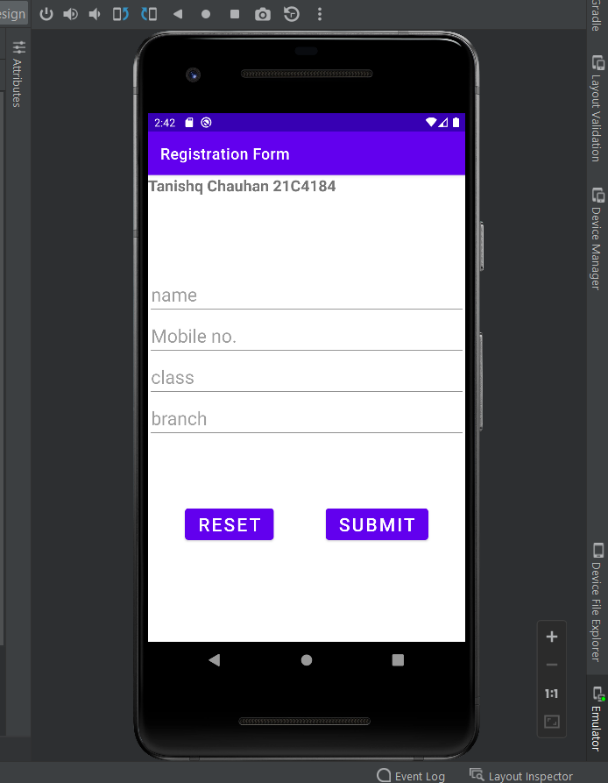 esign
Gradle
Attributes
Layout Validation
Device Manager
2:42
Registration Form
Tanishq Chauhan 21C4184
name
Mobile no.
class
branch
RESET
SUBMIT
Device File Explorer
1:1
Emulator
Event Log
Layout Inspector